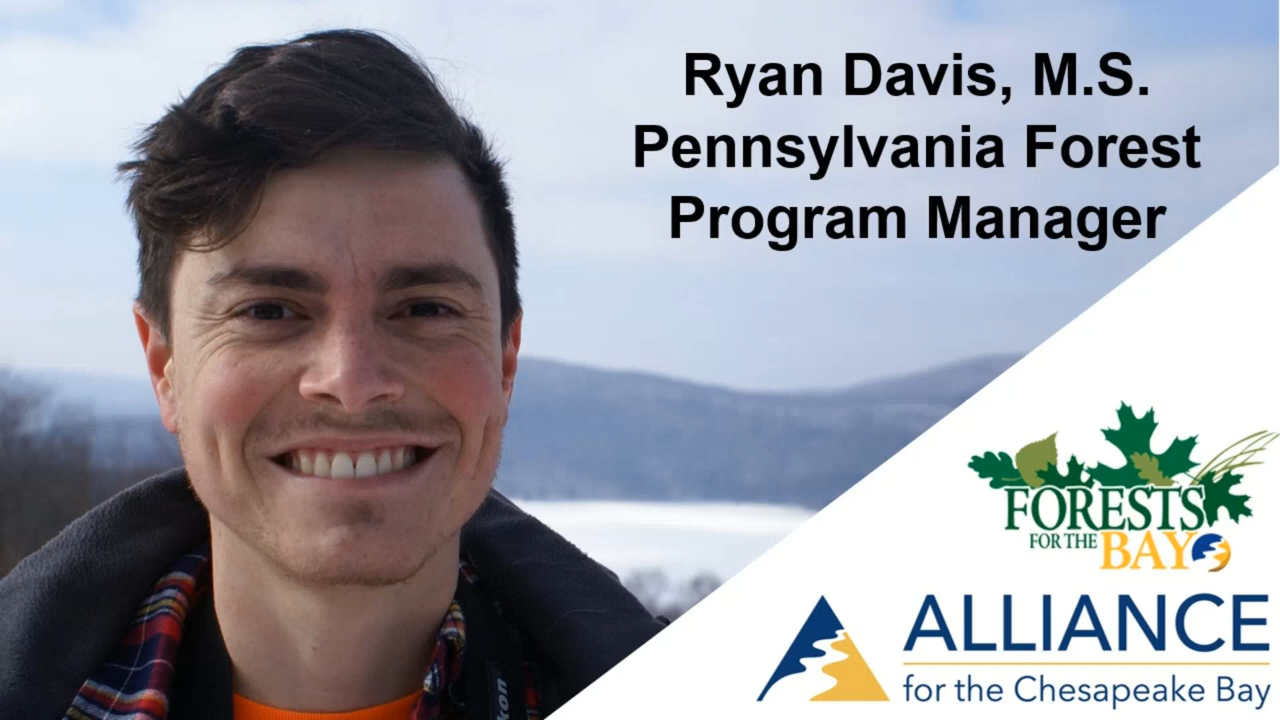 Ryan Davis, M.S.
Pennsylvania Forest
Program Manager
FORESTS
FOR THE BAY
ALLIANCE
for the Chesapeake Bay